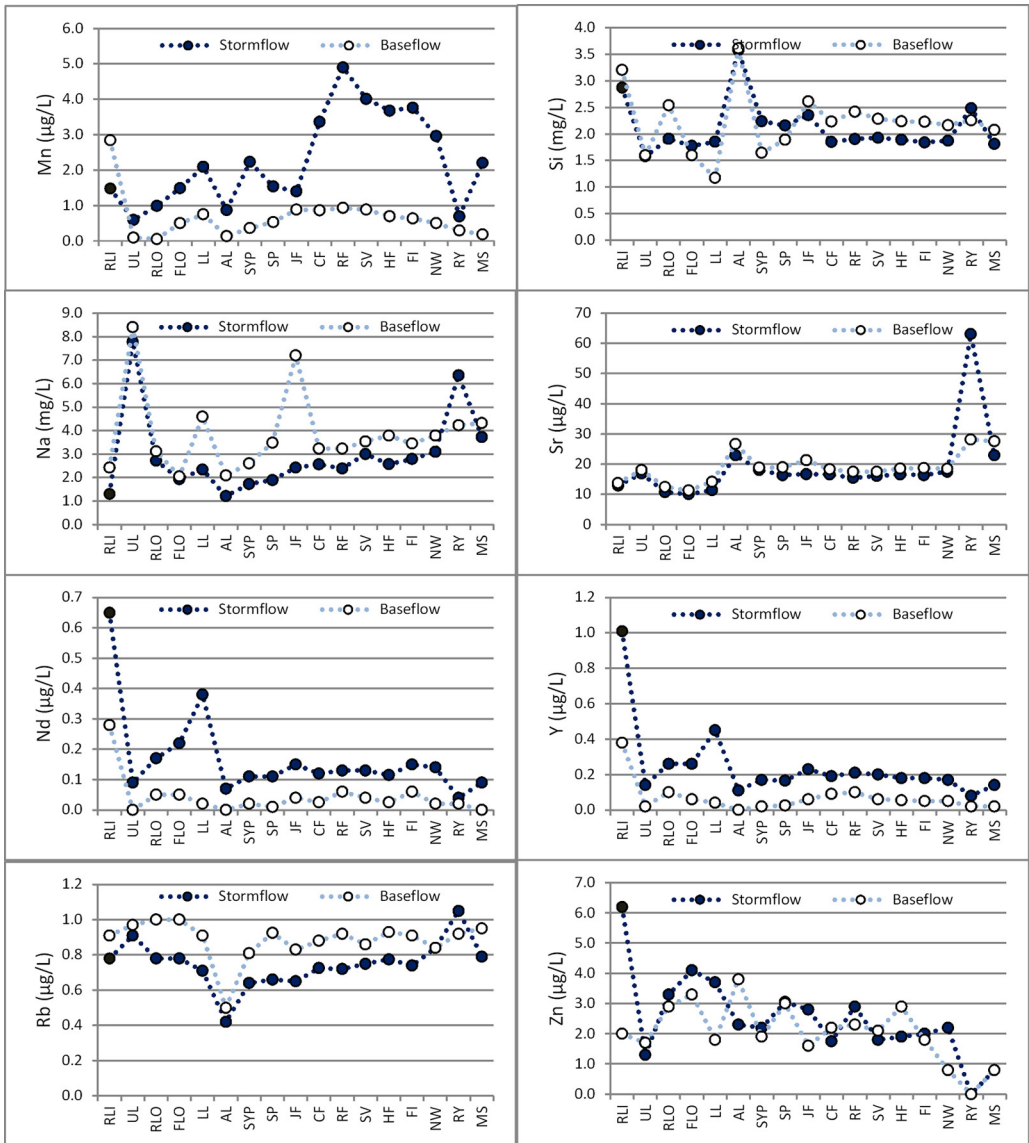 Mn (µg/L)
6.0
5.0
4.0
3.0
2.0
1.0
0.0
Stormflow Baseflow
RLI UL RLO FLO LL AL SYP SP JF CF RF SV HF FI NW RY MS
Si (mg/L)
4.0
3.5
3.0
2.5
2.0
1.5
1.0
0.5
0.0
Stormflow Baseflow
RLI UL RLO FLO LL AL SYP SP JF CF RF SV HF FI NW RY MS
Na (mg/L)
9.0
8.0
7.0
6.0
5.0
4.0
3.0
2.0
1.0
0.0
Stormflow Baseflow
RLI UL RLO FLO LL AL SYP SP JF CF RF SV HF FI NW RY MS
Sr (µg/L)
70
60
50
40
30
20
10
0
Stormflow Baseflow
RLI UL RLO FLO LL AL SYP SP JF CF RF SV HF FI NW RY MS
Nd (µg/L)
0.7
0.6
0.5
0.4
0.3
0.2
0.1
0.0
Stormflow Baseflow
RLI UL RLO FLO LL AL SYP SP JF CF RF SV HF FI NW RY MS
Y (µg/L)
1.2
1.0
0.8
0.6
0.4
0.2
0.0
Stormflow Baseflow
RLI UL RLO FLO LL AL SYP SP JF CF RF SV HF FI NW RY MS
Rb (µg/L)
1.2
1.0
0.8
0.6
0.4
0.2
0.0
Stormflow Baseflow
RLI UL RLO FLO LL AL SYP SP JF CF RF SV HF FI NW RY MS
Zn (µg/L)
7.0
6.0
5.0
4.0
3.0
2.0
1.0
0.0
Stormflow Baseflow
RLI UL RLO FLO LL AL SYP SP JF CF RF SV HF FI NW RY MS